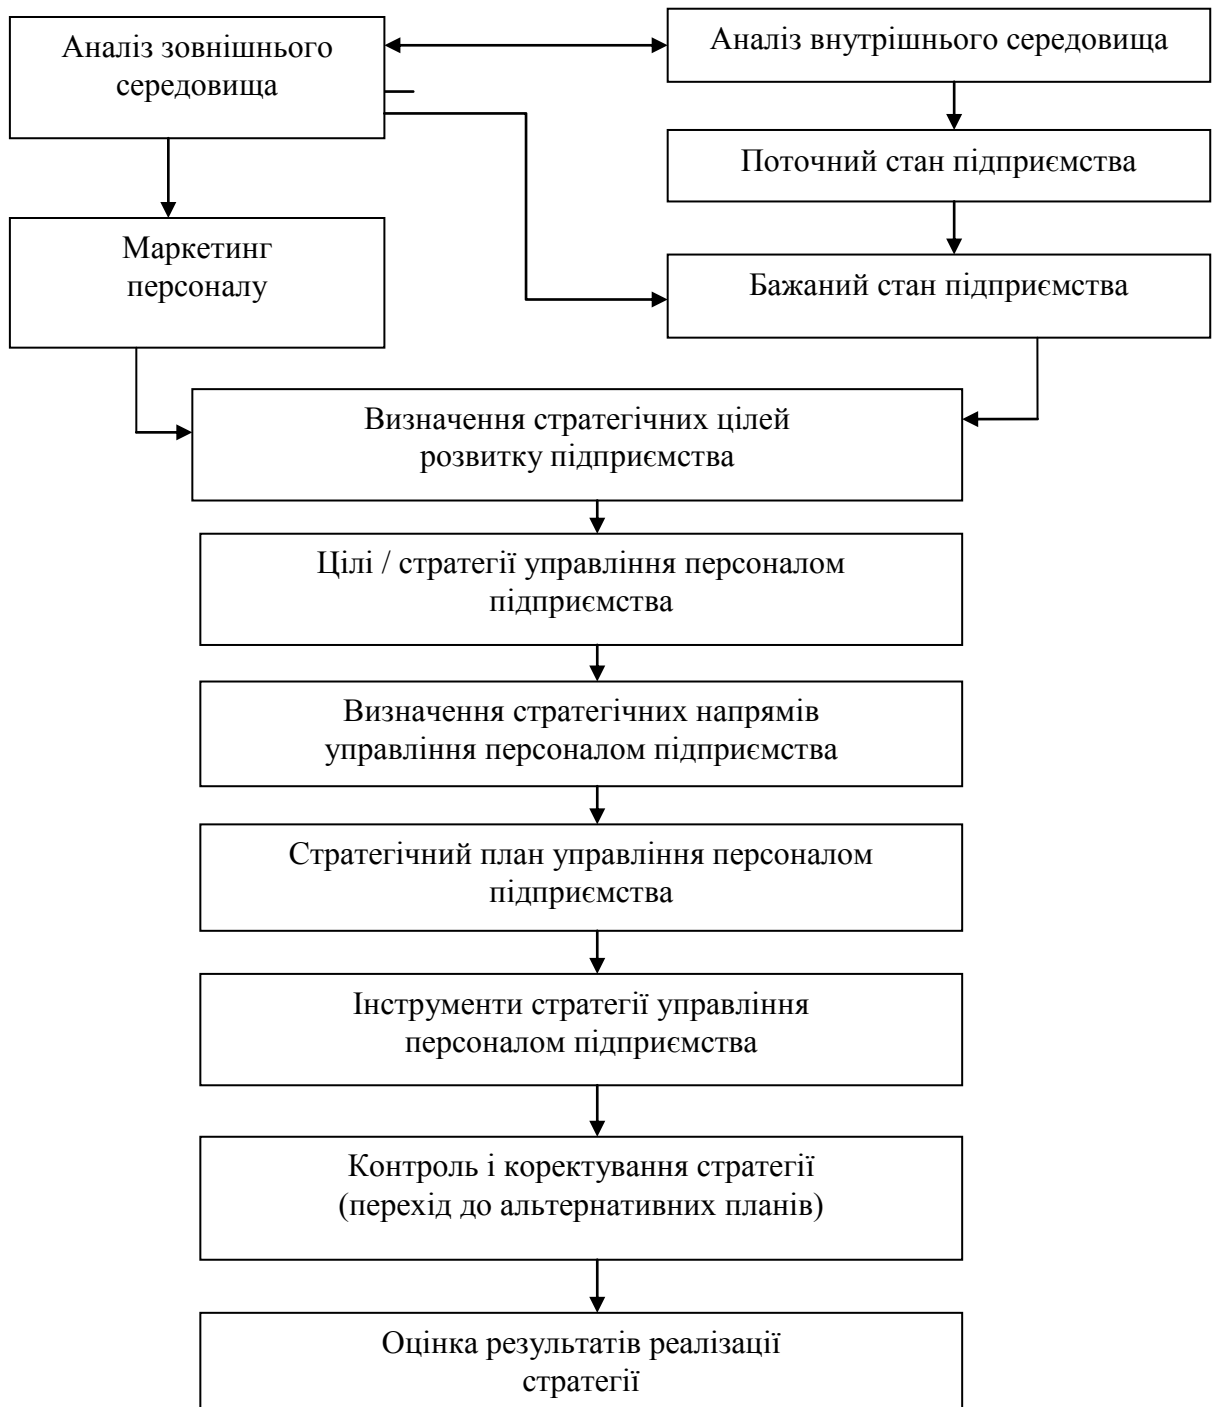 Аналіз зовнішнього
середовища
Аналіз внутрішнього середовища
Поточний стан підприємства
Маркетинг
персоналу
Бажаний стан підприємства
Визначення стратегічних цілей
розвитку підприємства
Цілі / стратегії управління персоналом
підприємства
Визначення стратегічних напрямів
управління персоналом підприємства
Стратегічний план управління персоналом
підприємства
Інструменти стратегії управління
персоналом підприємства
Контроль і коректування стратегії
(перехід до альтернативних планів)
Оцінка результатів реалізації
стратегії